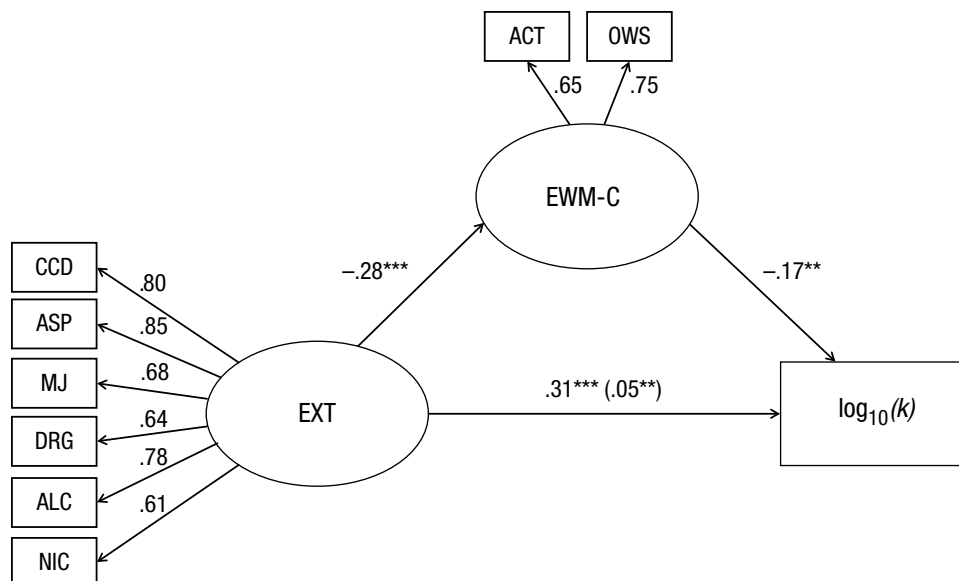 ACT
OWS
.65
.75
EWM-C
–.28***
–.17**
CCD
.80
ASP
.85
MJ
.68
EXT
.31*** (.05**)
log₁₀(k)
DRG
.64
.78
ALC
.61
NIC